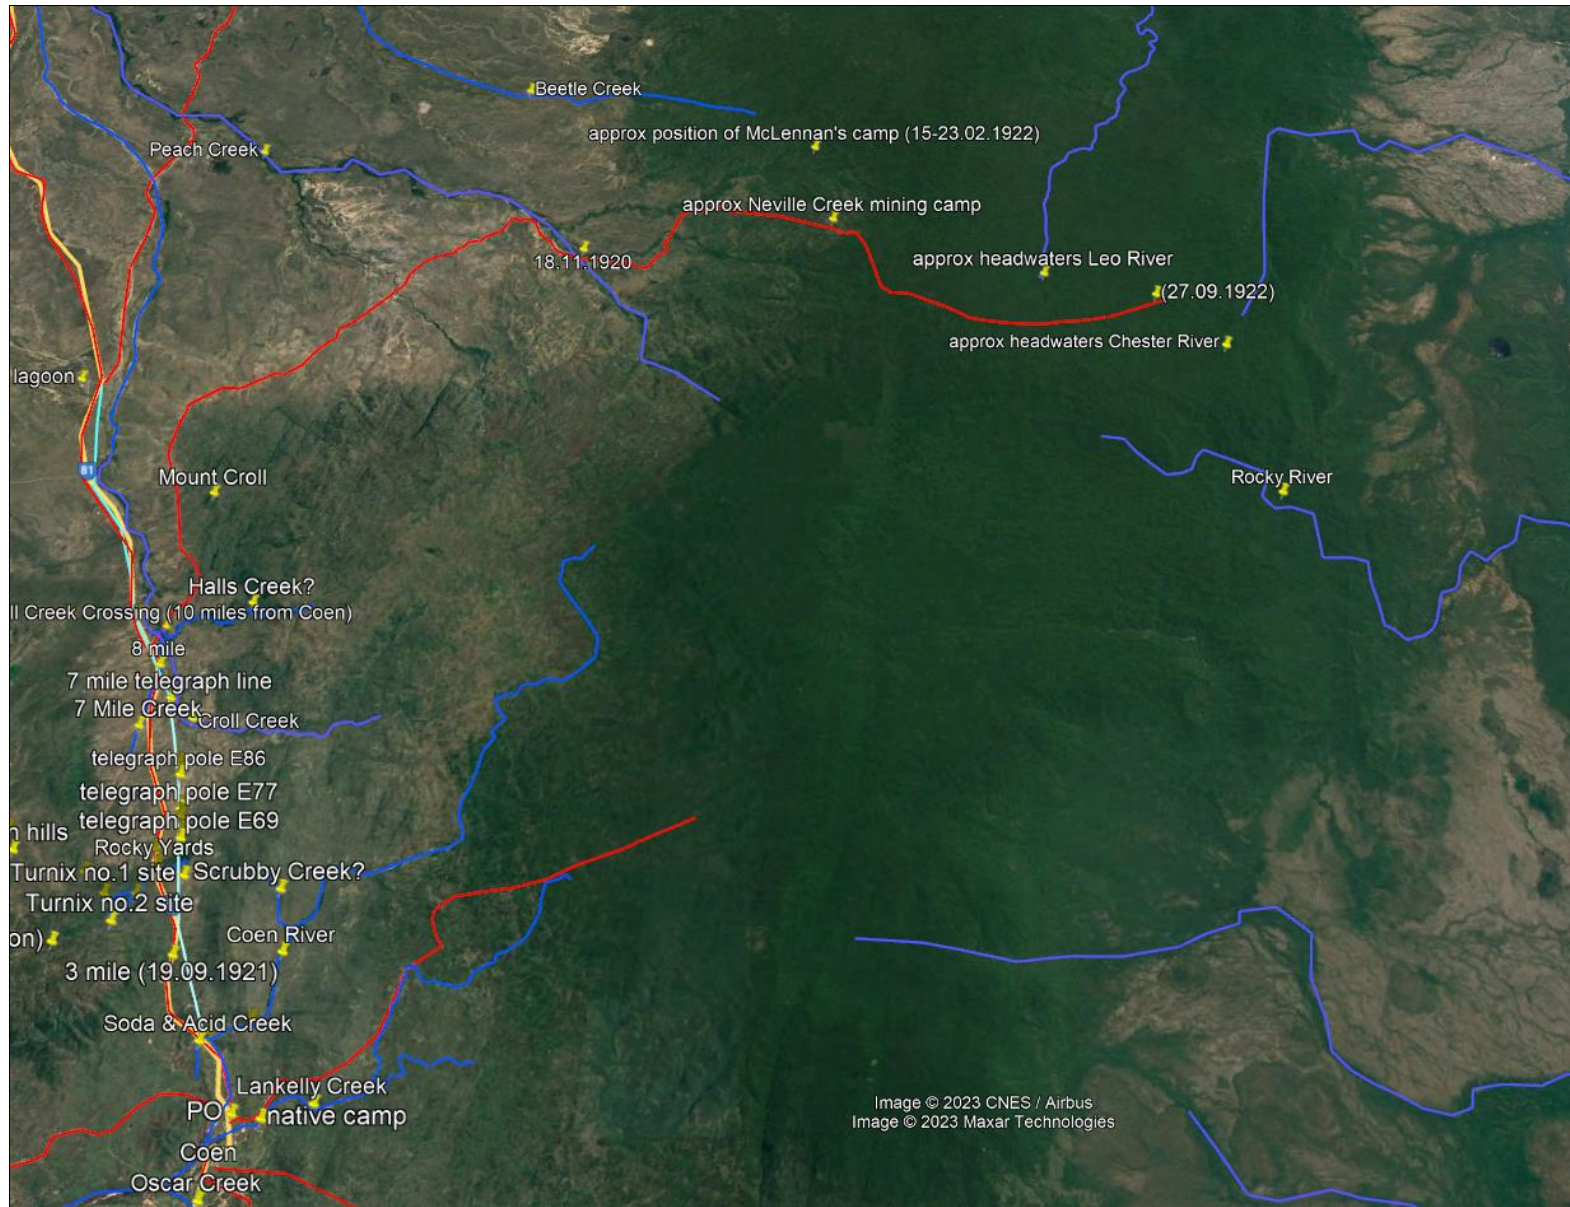 Beetle Creek
approx position of McLennan's camp (15-23.02.1922)
Peach Creek
approx Neville Creek mining camp
18.11.1920
approx headwaters Leo River
(27.09.1922)
approx headwaters Chester River
lagoon
81
Mount Croll
Rocky River
Halls Creek?
ll Creek Crossing (10 miles from Coen)
8 mile
7 mile telegraph line
7 Mile Creek
Croll Creek
telegraph pole E86
telegraph pole E77
telegraph pole E69
n hills
Rocky Yards
Turnix no.1 site
Scrubby Creek?
Turnix no.2 site
on)
Coen River
3 mile (19.09.1921)
Soda & Acid Creek
Lankelly Creek
PO
native camp
Coen
Oscar Creek
Image © 2023 CNES / Airbus
Image © 2023 Maxar Technologies